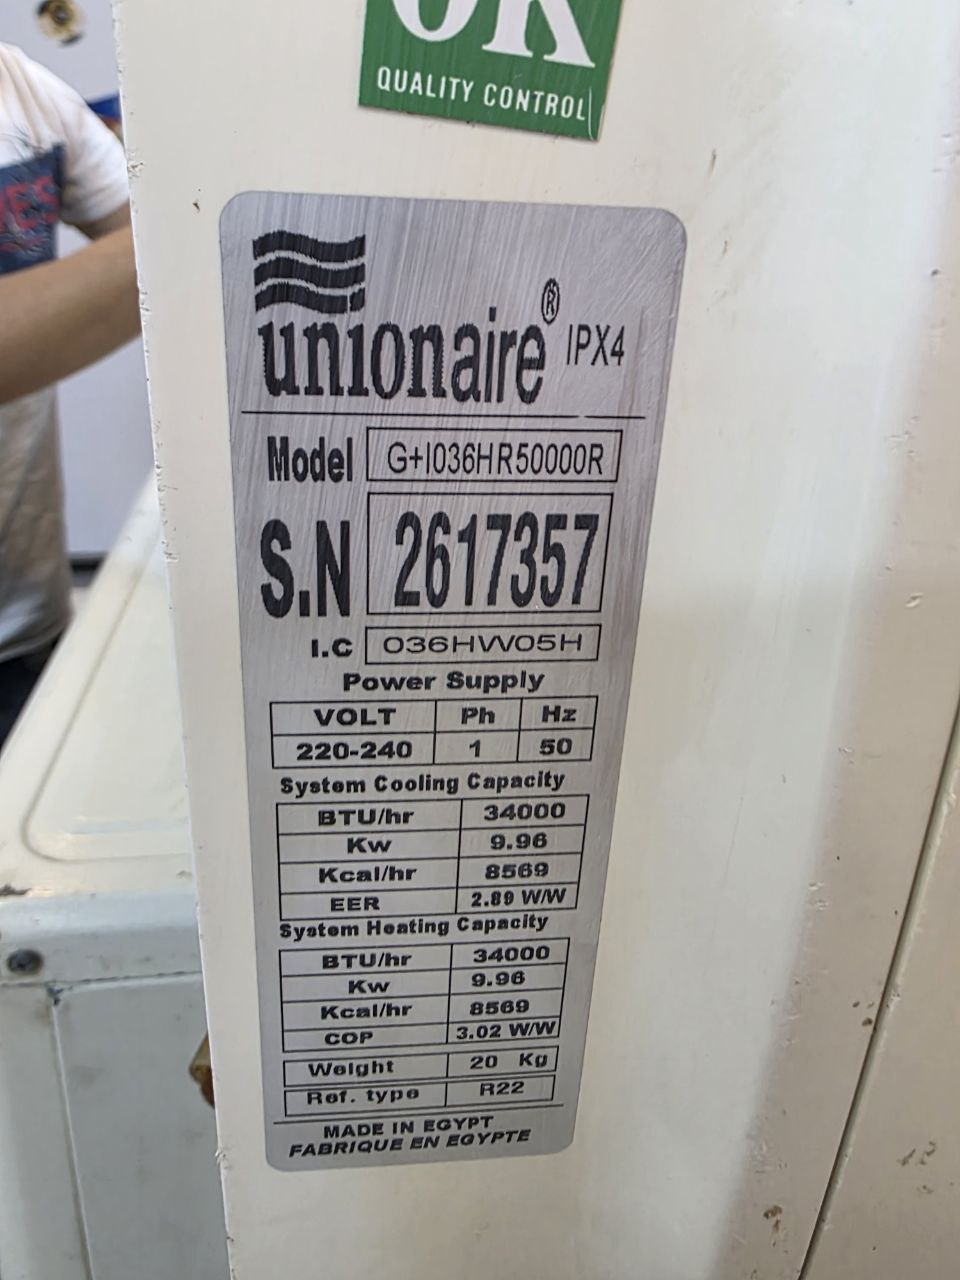 OK
QUALITY CONTROL
unionaire® IPX4
Model G+I036HR50000R
S.N 2617357
I.C 036HW05H
Power Supply
VOLT Ph Hz
220-240 1 50
System Cooling Capacity
BTU/hr 34000
Kw 9.96
Kcal/hr 8569
EER 2.89 W/W
System Heating Capacity
BTU/hr 34000
Kw 9.96
Kcal/hr 8569
COP 3.02 W/W
Weight 20 Kg
Ref. type R22
MADE IN EGYPT
FABRIQUE EN EGYPTE